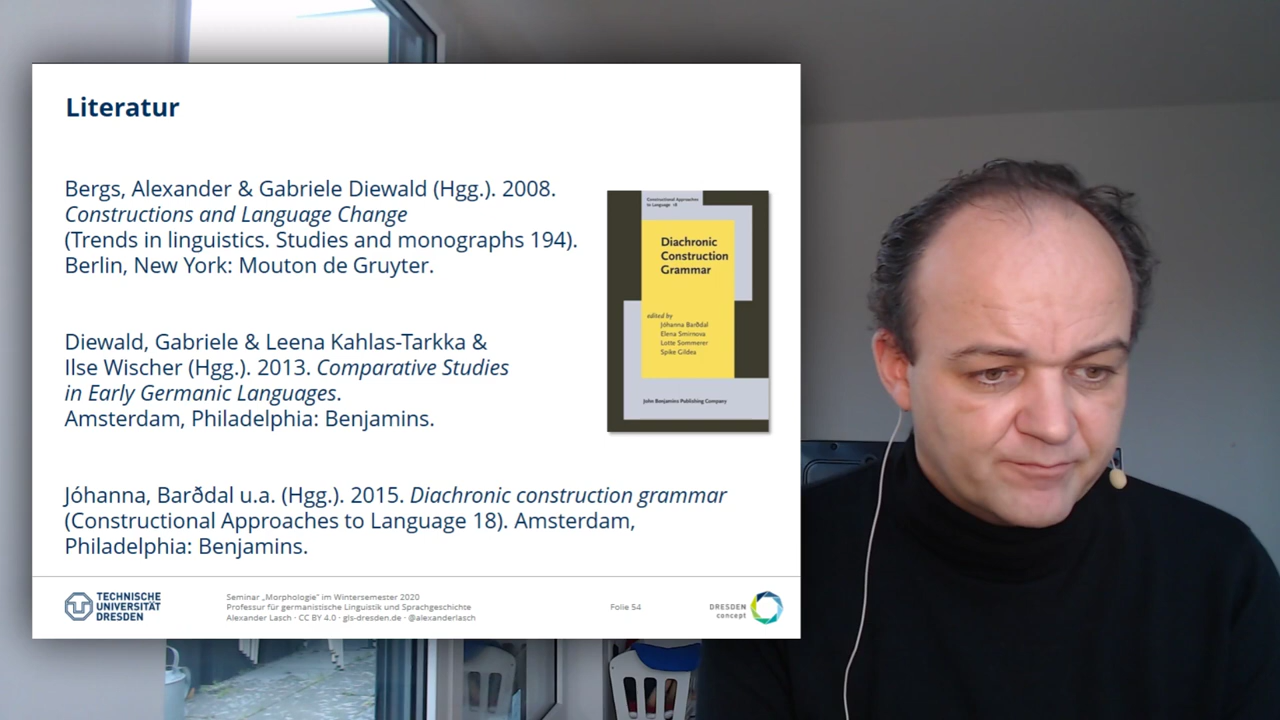 Literatur
Bergs, Alexander & Gabriele Diewald (Hgg.). 2008.
Constructions and Language Change
(Trends in linguistics. Studies and monographs 194).
Berlin, New York: Mouton de Gruyter.
Diewald, Gabriele & Leena Kahlas-Tarkka &
Ilse Wischer (Hgg.). 2013. Comparative Studies
in Early Germanic Languages.
Amsterdam, Philadelphia: Benjamins.
Constructional Approaches
to Language 18
Diachronic
Construction
Grammar
edited by
Jóhanna Barðdal
Elena Smirnova
Lotte Sommerer
Spike Gildea
John Benjamins Publishing Company
Jóhanna, Barðdal u.a. (Hgg.). 2015. Diachronic construction grammar
(Constructional Approaches to Language 18). Amsterdam,
Philadelphia: Benjamins.
TECHNISCHE
UNIVERSITÄT
DRESDEN
Seminar „Morphologie“ im Wintersemester 2020
Professur für germanistische Linguistik und Sprachgeschichte
Alexander Lasch · CC BY 4.0 · gls-dresden.de · @alexanderlasch
Folie 54
DRESDEN
concept